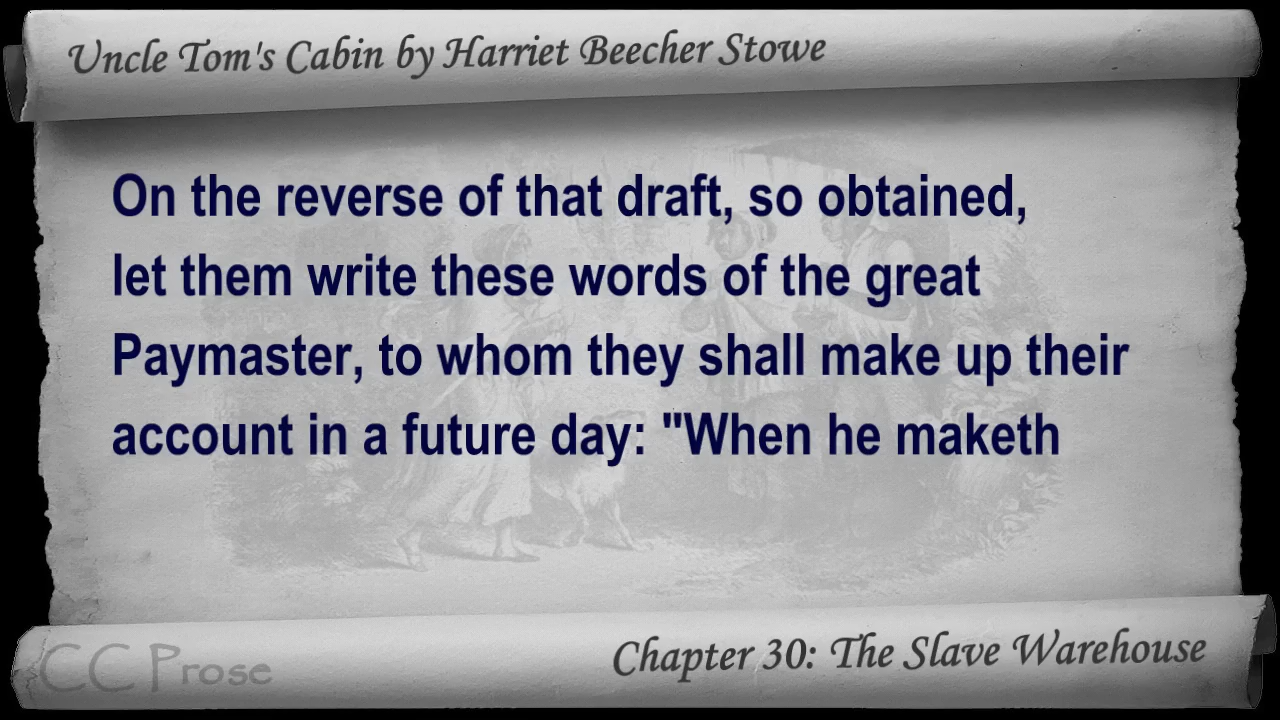 Uncle Tom's Cabin by Harriet Beecher Stowe
On the reverse of that draft, so obtained,
let them write these words of the great
Paymaster, to whom they shall make up their
account in a future day: "When he maketh
CC Prose
Chapter 30: The Slave Warehouse